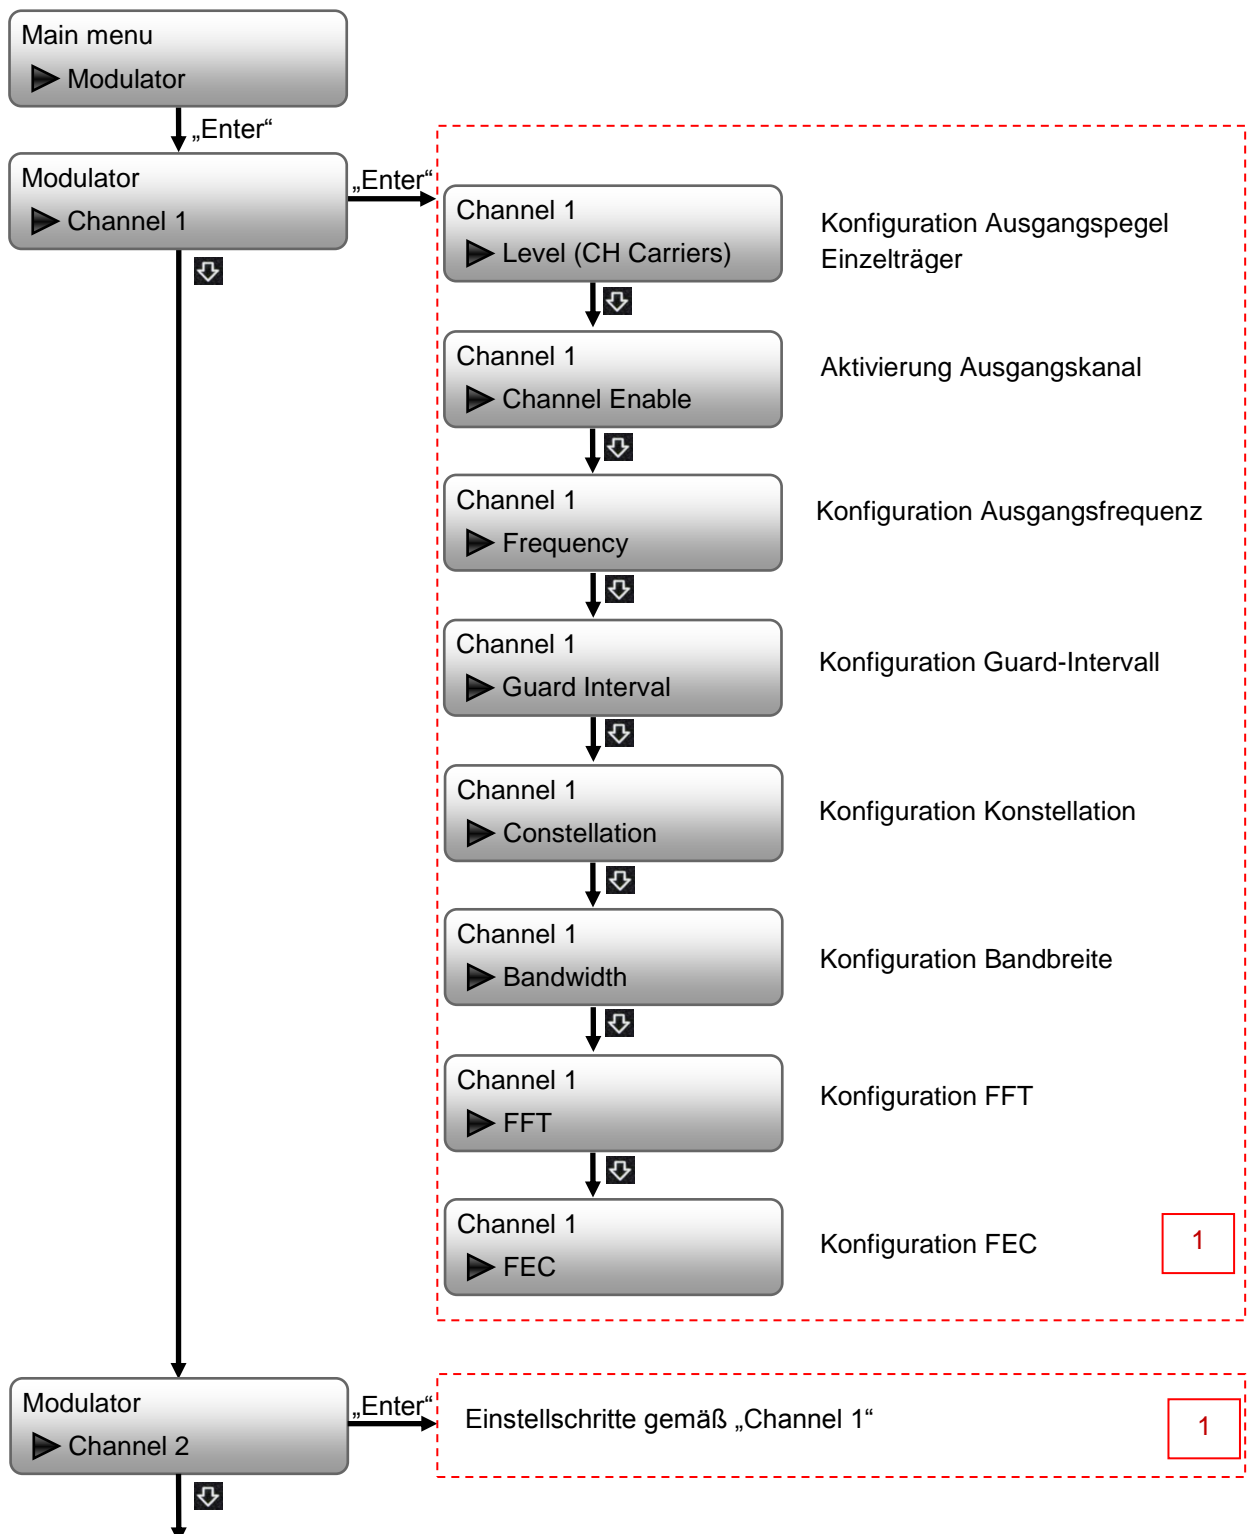 Main menu
Modulator
„Enter“
Modulator
Channel 1
„Enter“
Channel 1
Level (CH Carriers)
Konfiguration Ausgangspegel
Einzelträger
Channel 1
Channel Enable
Aktivierung Ausgangskanal
Channel 1
Frequency
Konfiguration Ausgangsfrequenz
Channel 1
Guard Interval
Konfiguration Guard-Intervall
Channel 1
Constellation
Konfiguration Konstellation
Channel 1
Bandwidth
Konfiguration Bandbreite
Channel 1
FFT
Konfiguration FFT
Channel 1
FEC
Konfiguration FEC
1
Modulator
Channel 2
„Enter“
Einstellschritte gemäß „Channel 1“
1